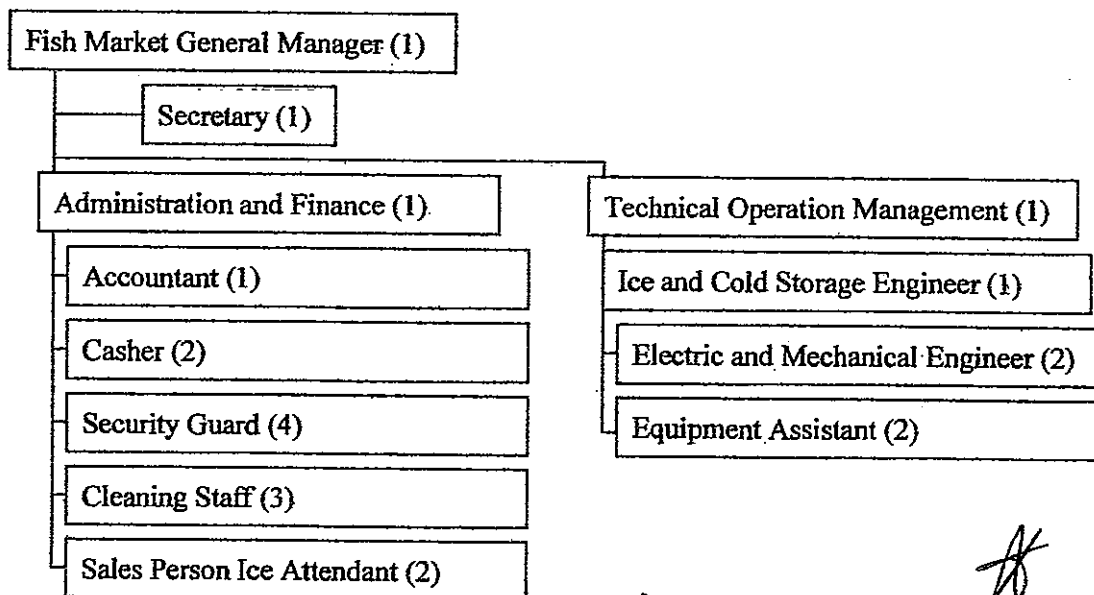 Fish Market General Manager (1)
Secretary (1)
Administration and Finance (1)
Accountant (1)
Casher (2)
Security Guard (4)
Cleaning Staff (3)
Sales Person Ice Attendant (2)
Technical Operation Management (1)
Ice and Cold Storage Engineer (1)
Electric and Mechanical Engineer (2)
Equipment Assistant (2)